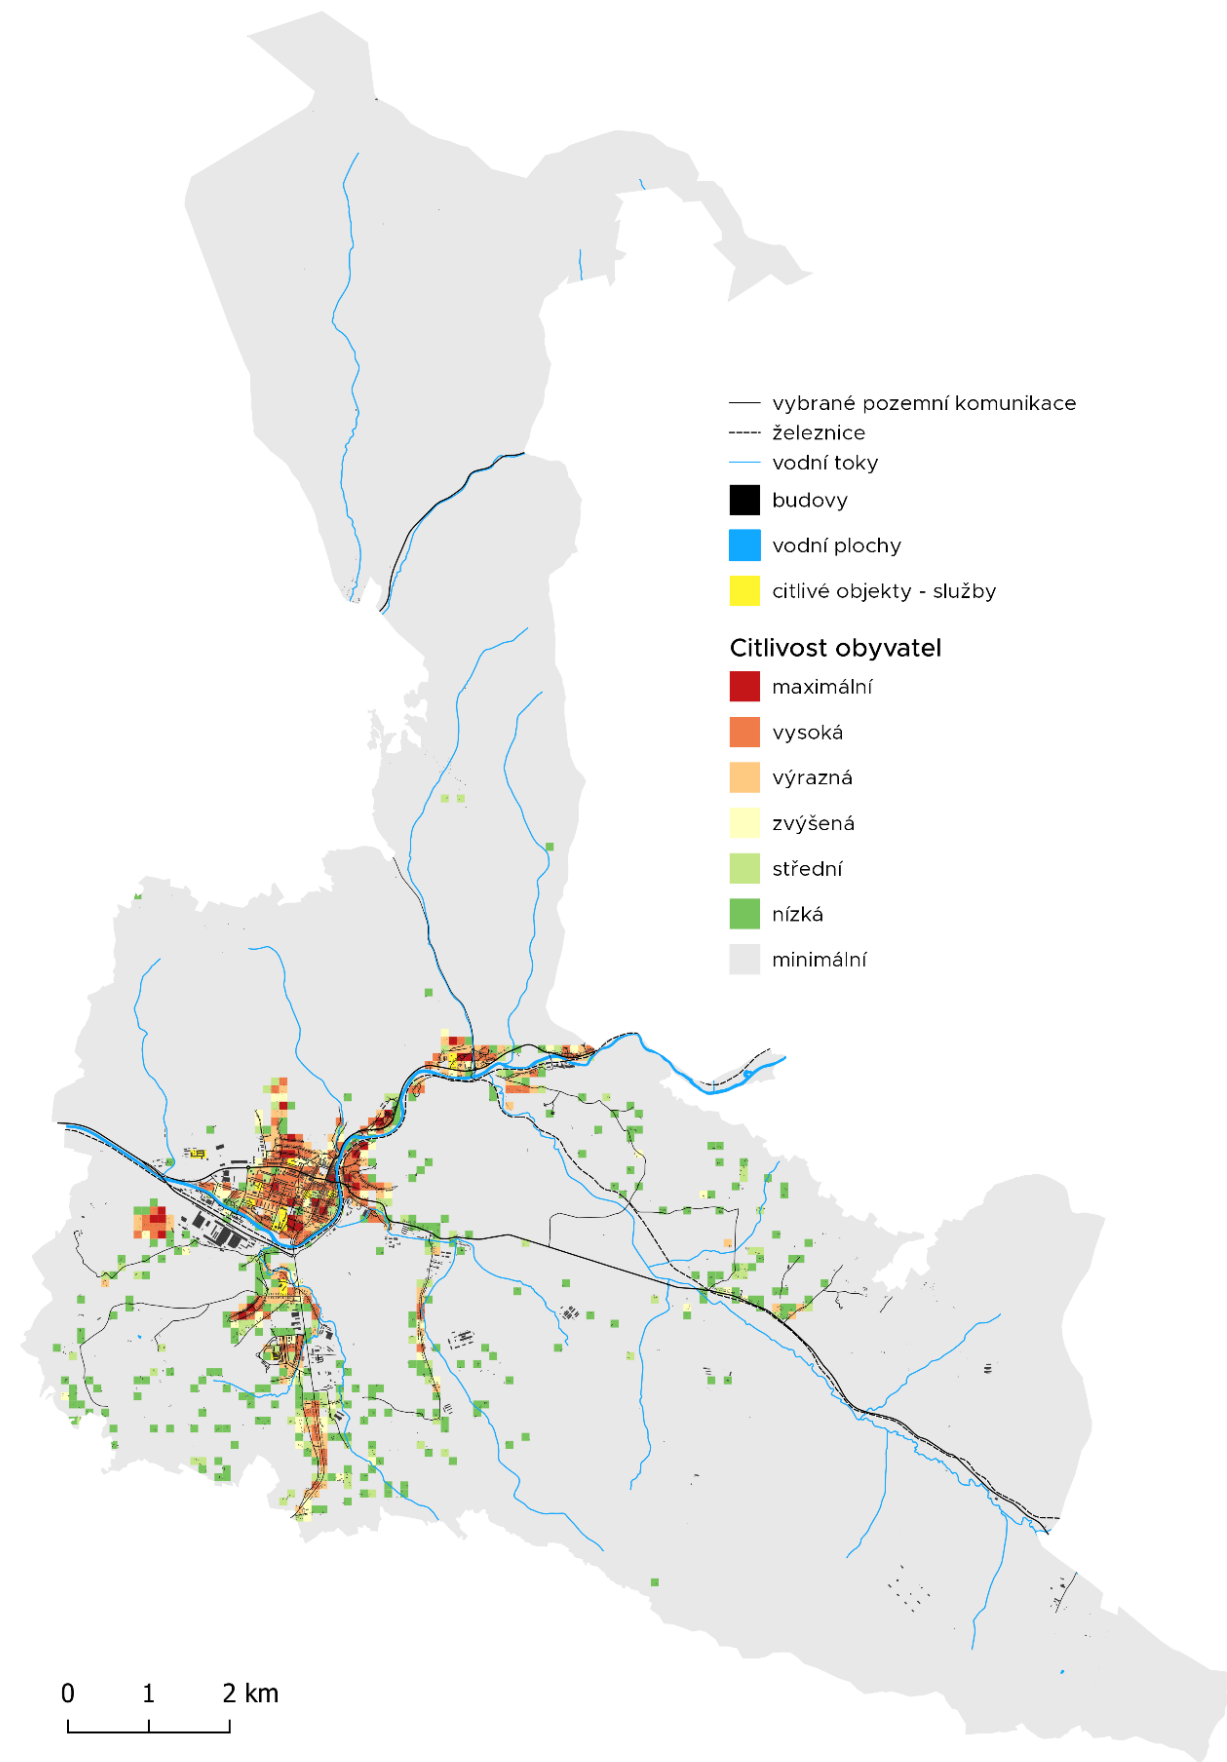 vybrané pozemní komunikace
železnice
vodní toky
budovy
vodní plochy
citlivé objekty - služby
Citlivost obyvatel
maximální
vysoká
výrazná
zvýšená
střední
nízká
minimální
0 1 2 km